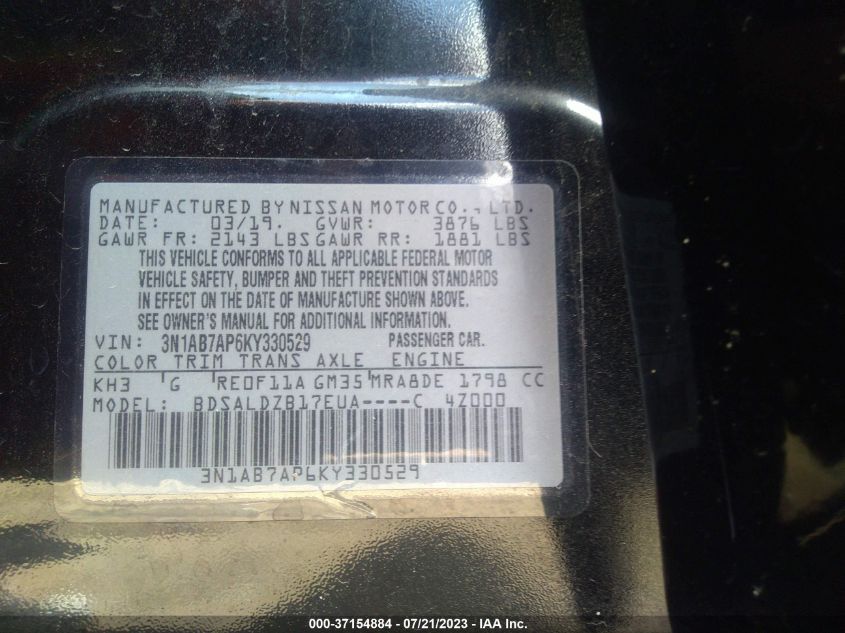 MANUFACTURED BY NISSAN MOTOR CO., LTD.
DATE: 03/19. GVWR: 3876 LBS
GAWR FR: 2143 LBS GAWR RR: 1881 LBS
THIS VEHICLE CONFORMS TO ALL APPLICABLE FEDERAL MOTOR
VEHICLE SAFETY, BUMPER AND THEFT PREVENTION STANDARDS
IN EFFECT ON THE DATE OF MANUFACTURE SHOWN ABOVE.
SEE OWNER'S MANUAL FOR ADDITIONAL INFORMATION.
VIN: 3N1AB7AP6KY330529 PASSENGER CAR.
COLOR TRIM TRANS AXLE ENGINE
KH3 G RE0F11A GM35 MRA8DE 1798 CC
MODEL: BDSALDZB17EUA----C 4Z000
3N1AB7AP6KY330529
000-37154884 / 07/21/2023 - IAA Inc.